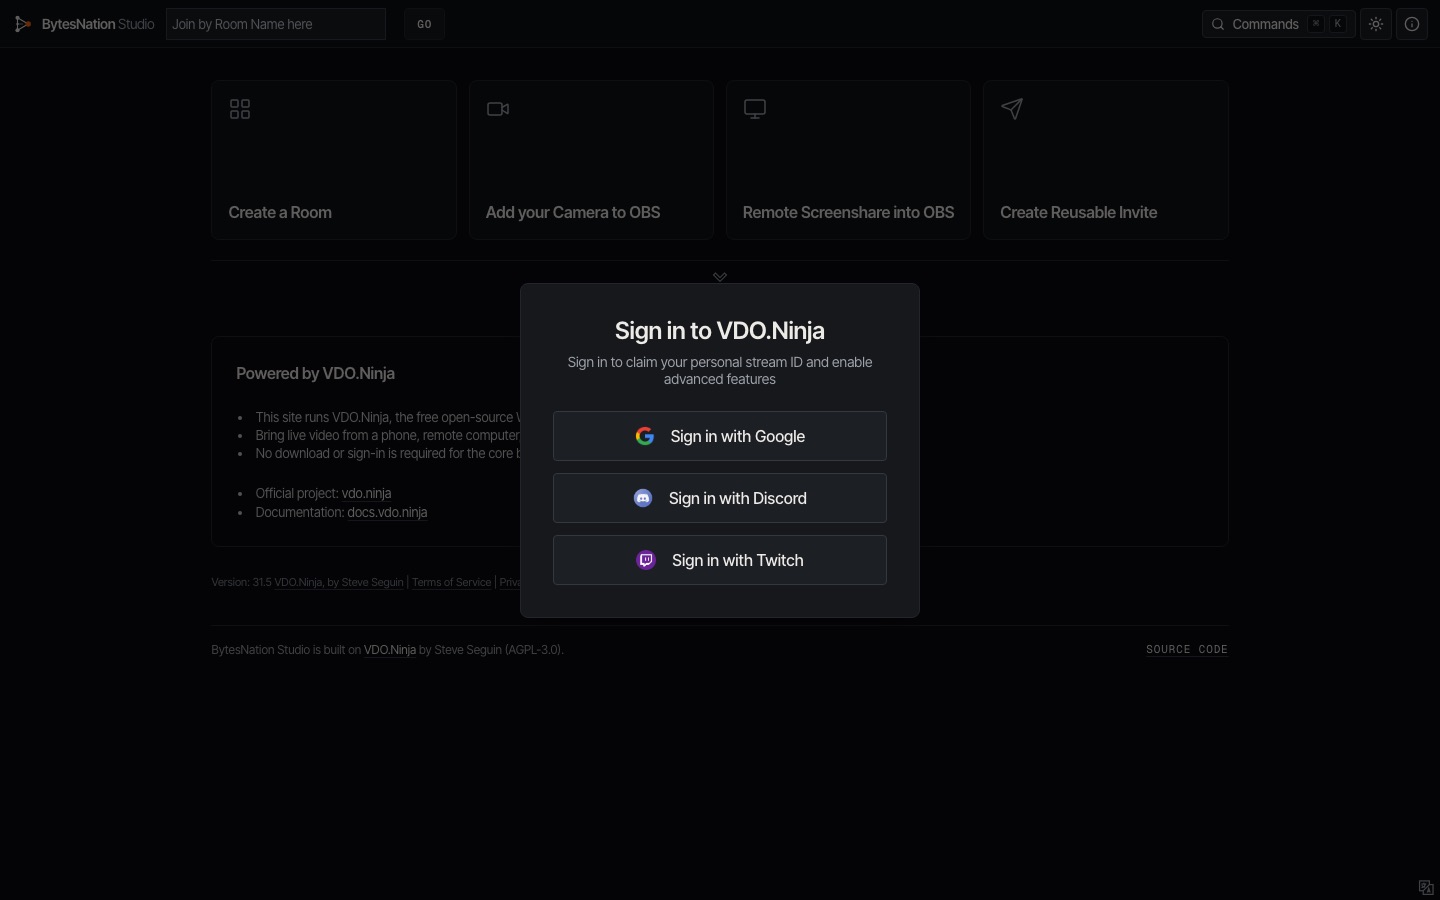 BytesNation Studio
Join by Room Name here
GO
Commands
⌘ K
Create a Room
Add your Camera to OBS
Remote Screenshare into OBS
Create Reusable Invite
Sign in to VDO.Ninja
Sign in to claim your personal stream ID and enable
advanced features
Sign in with Google
Sign in with Discord
Sign in with Twitch
Powered by VDO.Ninja
• This site runs VDO.Ninja, the free open-source
• Bring live video from a phone, remote computer
• No download or sign-in is required for the core
• Official project: vdo.ninja
• Documentation: docs.vdo.ninja
Version: 31.5 VDO.Ninja, by Steve Seguin | Terms of Service |
BytesNation Studio is built on VDO.Ninja by Steve Seguin (AGPL-3.0).
SOURCE CODE